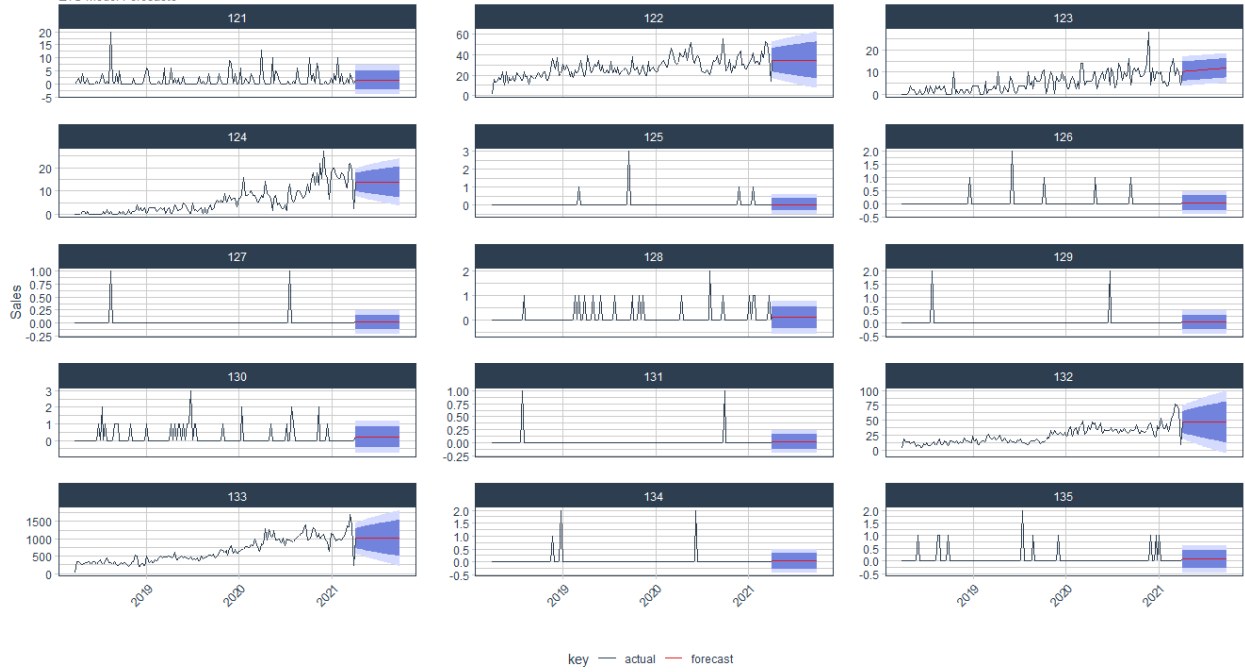 ETS Model Forecasts
121 122 123
20 15 10 5 0 -5
60 40 20 0
20 10 0
124 125 126
20 10 0
3 2 1 0
2.0 1.5 1.0 0.5 0.0 -0.5
Sales
127 128 129
1.00 0.75 0.50 0.25 0.00 -0.25
2 1 0
2.0 1.5 1.0 0.5 0.0 -0.5
130 131 132
3 2 1 0
1.00 0.75 0.50 0.25 0.00 -0.25
100 75 50 25 0
133 134 135
1500 1000 500 0
2.0 1.5 1.0 0.5 0.0 -0.5
2.0 1.5 1.0 0.5 0.0 -0.5
2019 2020 2021 2019 2020 2021 2019 2020 2021
key actual forecast